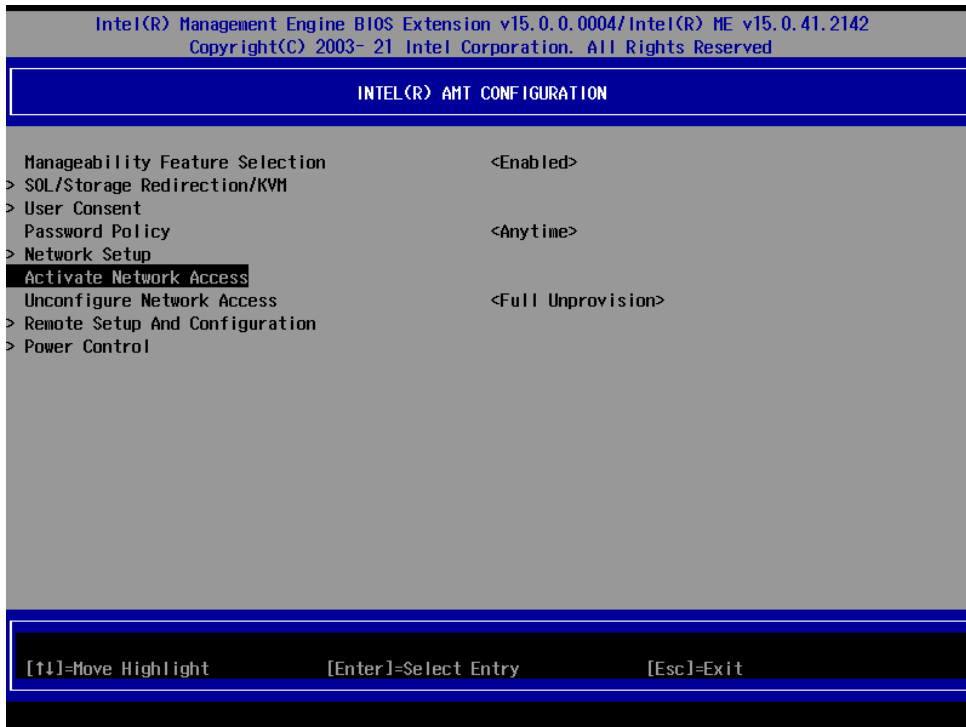 Intel(R) Management Engine BIOS Extension v15.0.0.0004/Intel(R) ME v15.0.41.2142
Copyright(C) 2003- 21 Intel Corporation. All Rights Reserved
INTEL(R) AMT CONFIGURATION
Manageability Feature Selection <Enabled>
> SOL/Storage Redirection/KVM
> User Consent
Password Policy <Anytime>
> Network Setup
Activate Network Access
Unconfigure Network Access <Full Unprovision>
> Remote Setup And Configuration
> Power Control
[↑↓]=Move Highlight [Enter]=Select Entry [Esc]=Exit